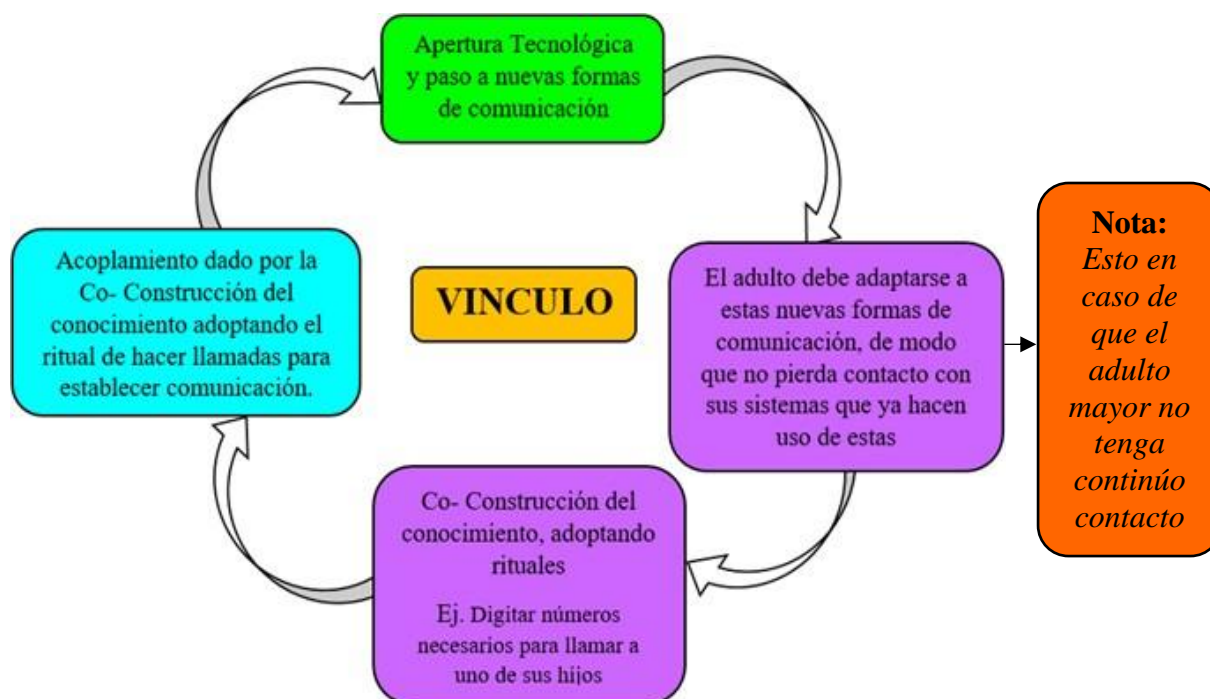 Apertura Tecnológica
y paso a nuevas formas
de comunicación
El adulto debe adaptarse a
estas nuevas formas de
comunicación, de modo
que no pierda contacto con
sus sistemas que ya hacen
uso de estas
Nota:
Esto en
caso de
que el
adulto
mayor no
tenga
continúo
contacto
Co- Construcción del
conocimiento, adoptando
rituales
Ej. Digitar números
necesarios para llamar a
uno de sus hijos
Acoplamiento dado por la
Co- Construcción del
conocimiento adoptando el
ritual de hacer llamadas para
establecer comunicación.
VINCULO